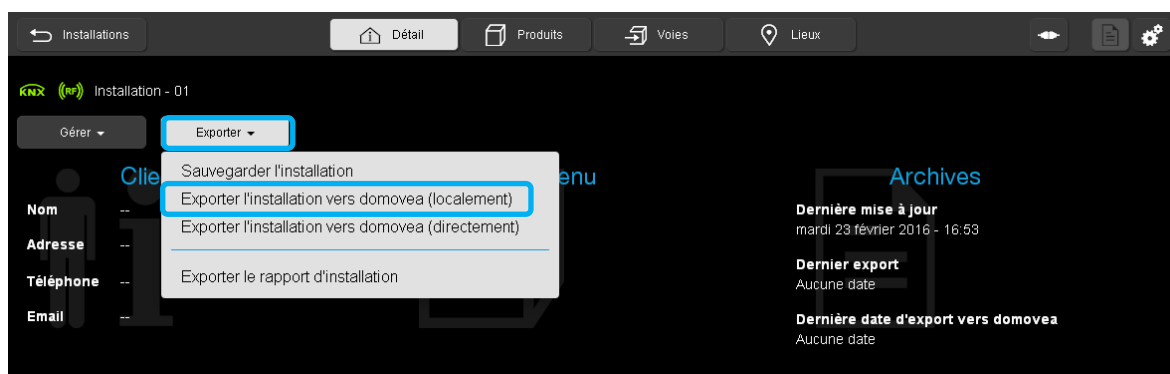 Installations
Détail
Produits
Voies
Lieux
KNX ((RF)) Installation - 01
Gérer
Exporter
Sauvegarder l'installation
Exporter l'installation vers domovea (localement)
Exporter l'installation vers domovea (directement)
Exporter le rapport d'installation
Clie
enu
Archives
Nom --
Adresse --
Téléphone --
Email --
Dernière mise à jour
mardi 23 février 2016 - 16:53
Dernier export
Aucune date
Dernière date d'export vers domovea
Aucune date